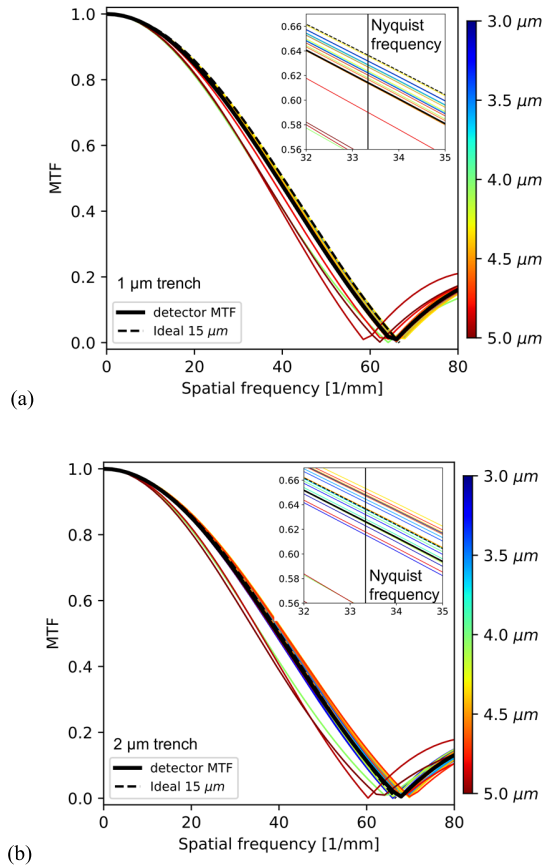 1.0
0.8
0.6
0.4
0.2
0.0
MTF
0
20
40
60
80
Spatial frequency [1/mm]
1 µm trench
detector MTF
Ideal 15 µm
0.66
0.64
0.62
0.60
0.58
0.56
32
33
34
35
Nyquist
frequency
3.0 µm
3.5 µm
4.0 µm
4.5 µm
5.0 µm
(a)
1.0
0.8
0.6
0.4
0.2
0.0
MTF
0
20
40
60
80
Spatial frequency [1/mm]
2 µm trench
detector MTF
Ideal 15 µm
0.66
0.64
0.62
0.60
0.58
0.56
32
33
34
35
Nyquist
frequency
3.0 µm
3.5 µm
4.0 µm
4.5 µm
5.0 µm
(b)